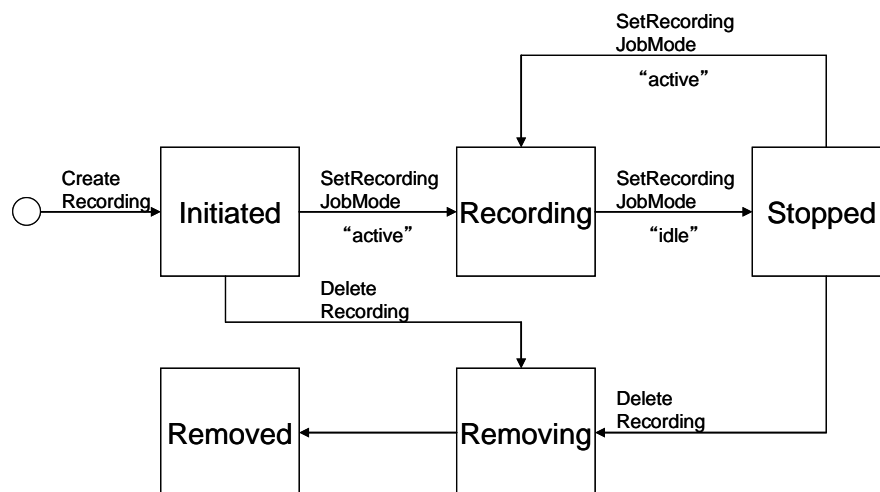 SetRecording
JobMode
“active”
Create
Recording
Initiated
SetRecording
JobMode
“active”
Recording
SetRecording
JobMode
“idle”
Stopped
Delete
Recording
Removed
Removing
Delete
Recording